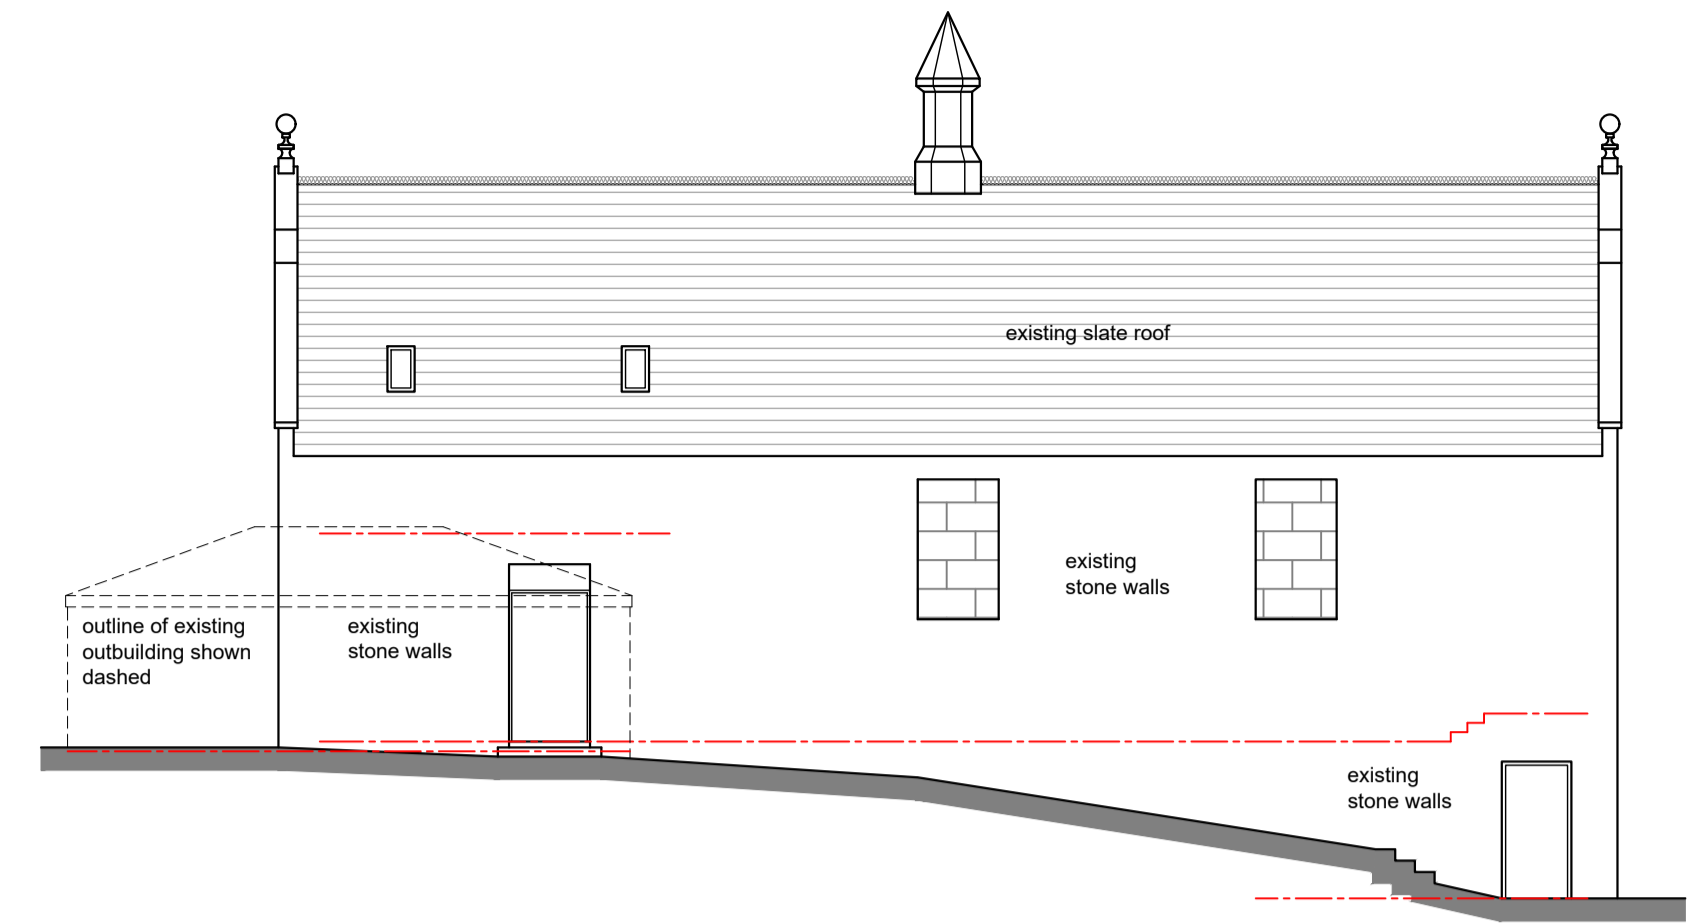 existing slate roof
existing
stone walls
outline of existing
outbuilding shown
dashed
existing
stone walls
existing
stone walls